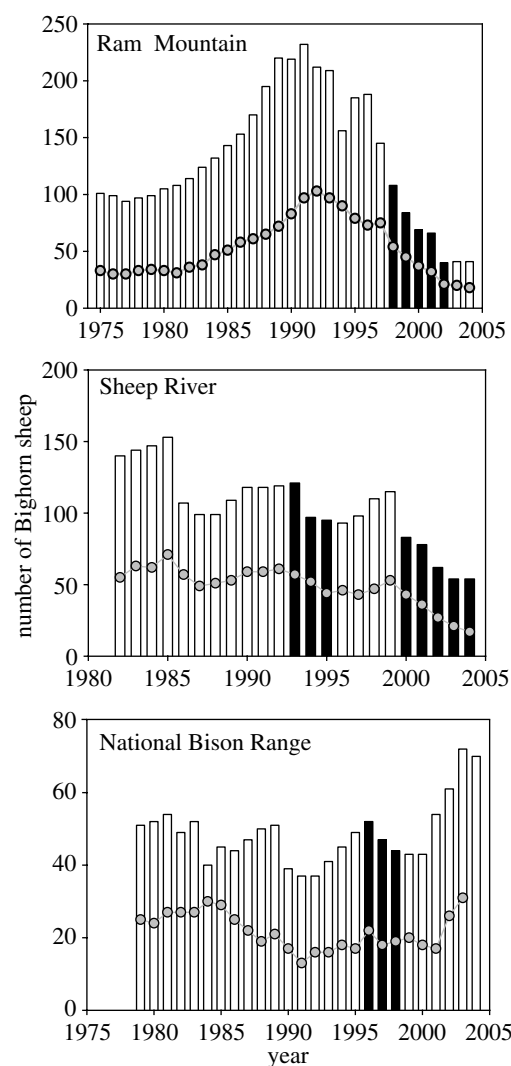 250
Ram Mountain
200
150
100
50
0
1975 1980 1985 1990 1995 2000 2005
200
Sheep River
150
number of Bighorn sheep
100
50
0
1980 1985 1990 1995 2000 2005
80
National Bison Range
60
40
20
0
1975 1980 1985 1990 1995 2000 2005
year